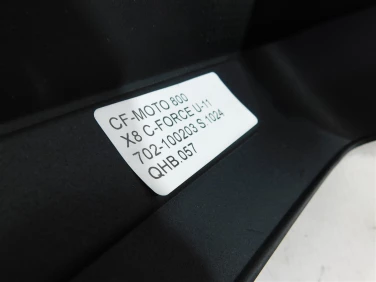 CF-MOTO 800
X8 C-FORCE U-11
702-100203 S.1024
QHB.057